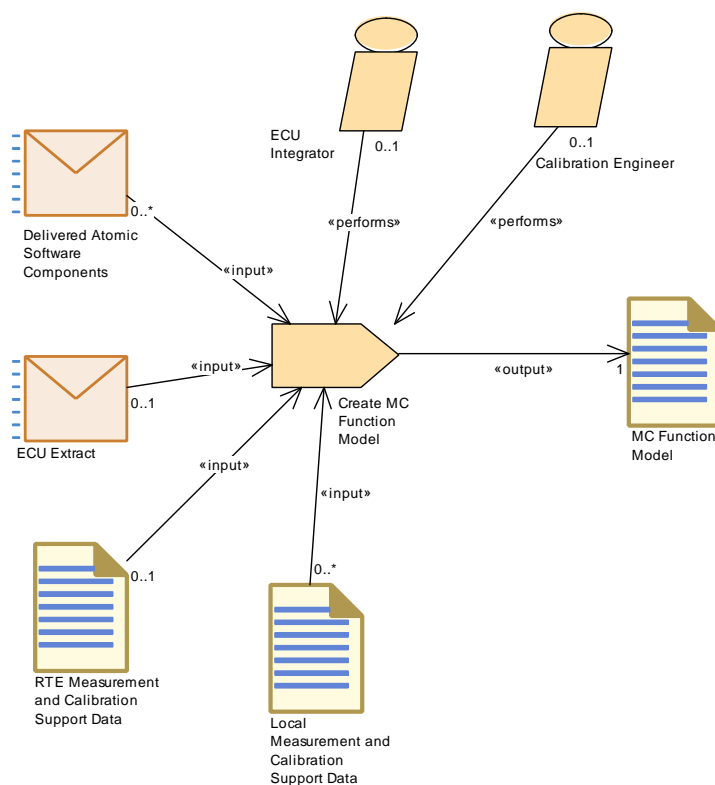 ECU
Integrator
0..1
0..1
Calibration Engineer
0..*
Delivered Atomic
Software
Components
«performs»
«performs»
«input»
«input»
0..1
ECU Extract
Create MC
Function
Model
«output»
1
MC Function
Model
«input»
«input»
0..1
0..*
RTE Measurement
and Calibration
Support Data
Local
Measurement and
Calibration
Support Data